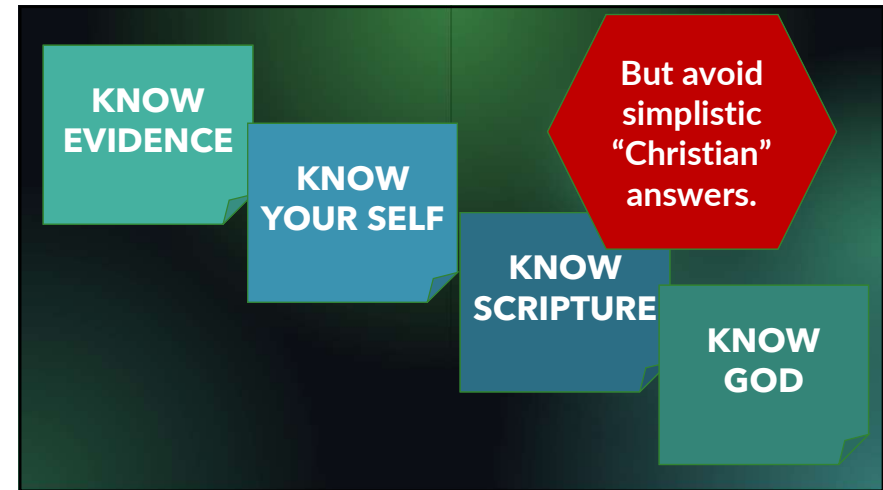 KNOW
EVIDENCE
KNOW
YOUR SELF
KNOW
SCRIPTURE
KNOW
GOD
But avoid
simplistic
“Christian”
answers.